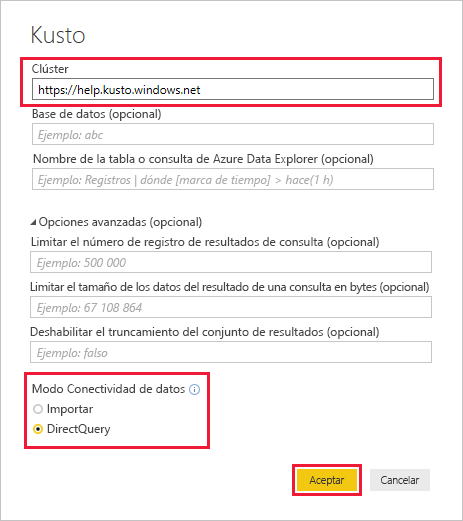 Kusto
Clúster
https://help.kusto.windows.net
Base de datos (opcional)
Ejemplo: abc
Nombre de la tabla o consulta de Azure Data Explorer (opcional)
Ejemplo: Registros | dónde [marca de tiempo] > hace(1 h)
Opciones avanzadas (opcional)
Limitar el número de registro de resultados de consulta (opcional)
Ejemplo: 500 000
Limitar el tamaño de los datos del resultado de una consulta en bytes (opcional)
Ejemplo: 67 108 864
Deshabilitar el truncamiento del conjunto de resultados (opcional)
Ejemplo: falso
Modo Conectividad de datos
Importar
DirectQuery
Aceptar Cancelar